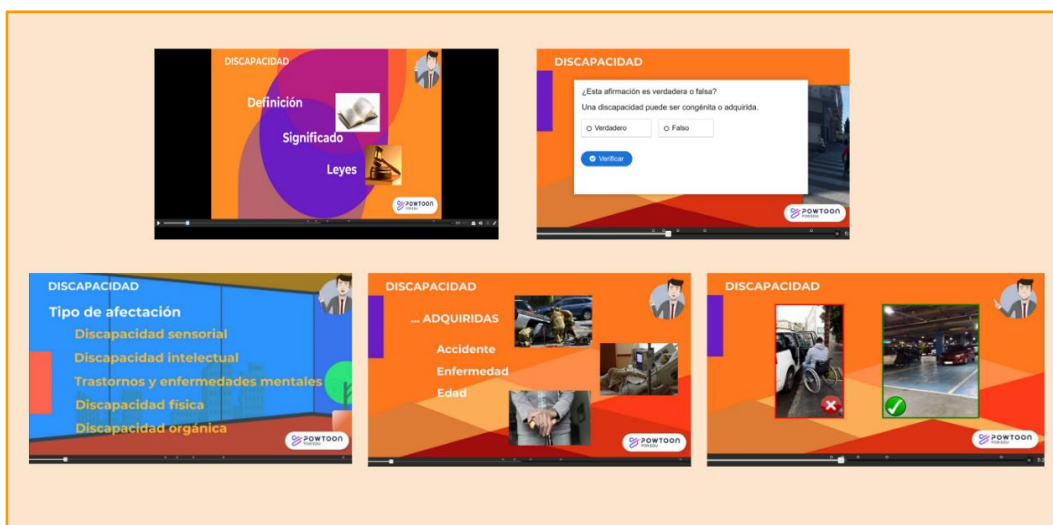 DISCAPACIDAD
Definición
Significado
Leyes
POWTOON
DISCAPACIDAD
¿Esta afirmación es verdadera o falsa?
Una discapacidad puede ser congénita o adquirida.
Verdadero
Falso
Verificar
POWTOON
DISCAPACIDAD
Tipo de afectación
Discapacidad sensorial
Discapacidad intelectual
Trastornos y enfermedades mentales
Discapacidad física
Discapacidad orgánica
POWTOON
DISCAPACIDAD
... ADQUIRIDAS
Accidente
Enfermedad
Edad
POWTOON
DISCAPACIDAD
POWTOON